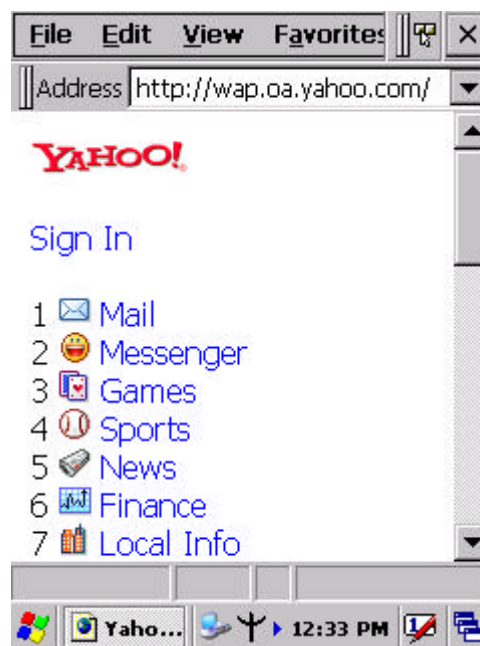 File Edit View Favorites
Address http://wap.oa.yahoo.com/
YAHOO!
Sign In
1 Mail
2 Messenger
3 Games
4 Sports
5 News
6 Finance
7 Local Info
Yaho... 12:33 PM